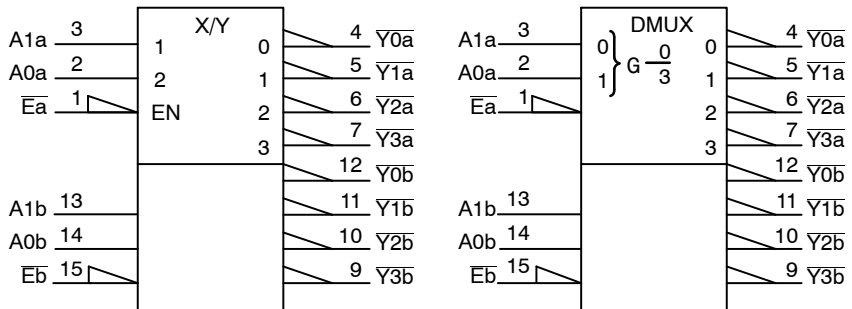 X/Y
A1a 3 1 0 4 Y0a
A0a 2 2 1 5 Y1a
Ea 1 EN 2 6 Y2a
3 7 Y3a
12 Y0b
A1b 13 11 Y1b
A0b 14 10 Y2b
Eb 15 9 Y3b
DMUX
A1a 3 0 } G 0/3 0 4 Y0a
A0a 2 1 1 5 Y1a
Ea 1 2 6 Y2a
3 7 Y3a
12 Y0b
A1b 13 11 Y1b
A0b 14 10 Y2b
Eb 15 9 Y3b